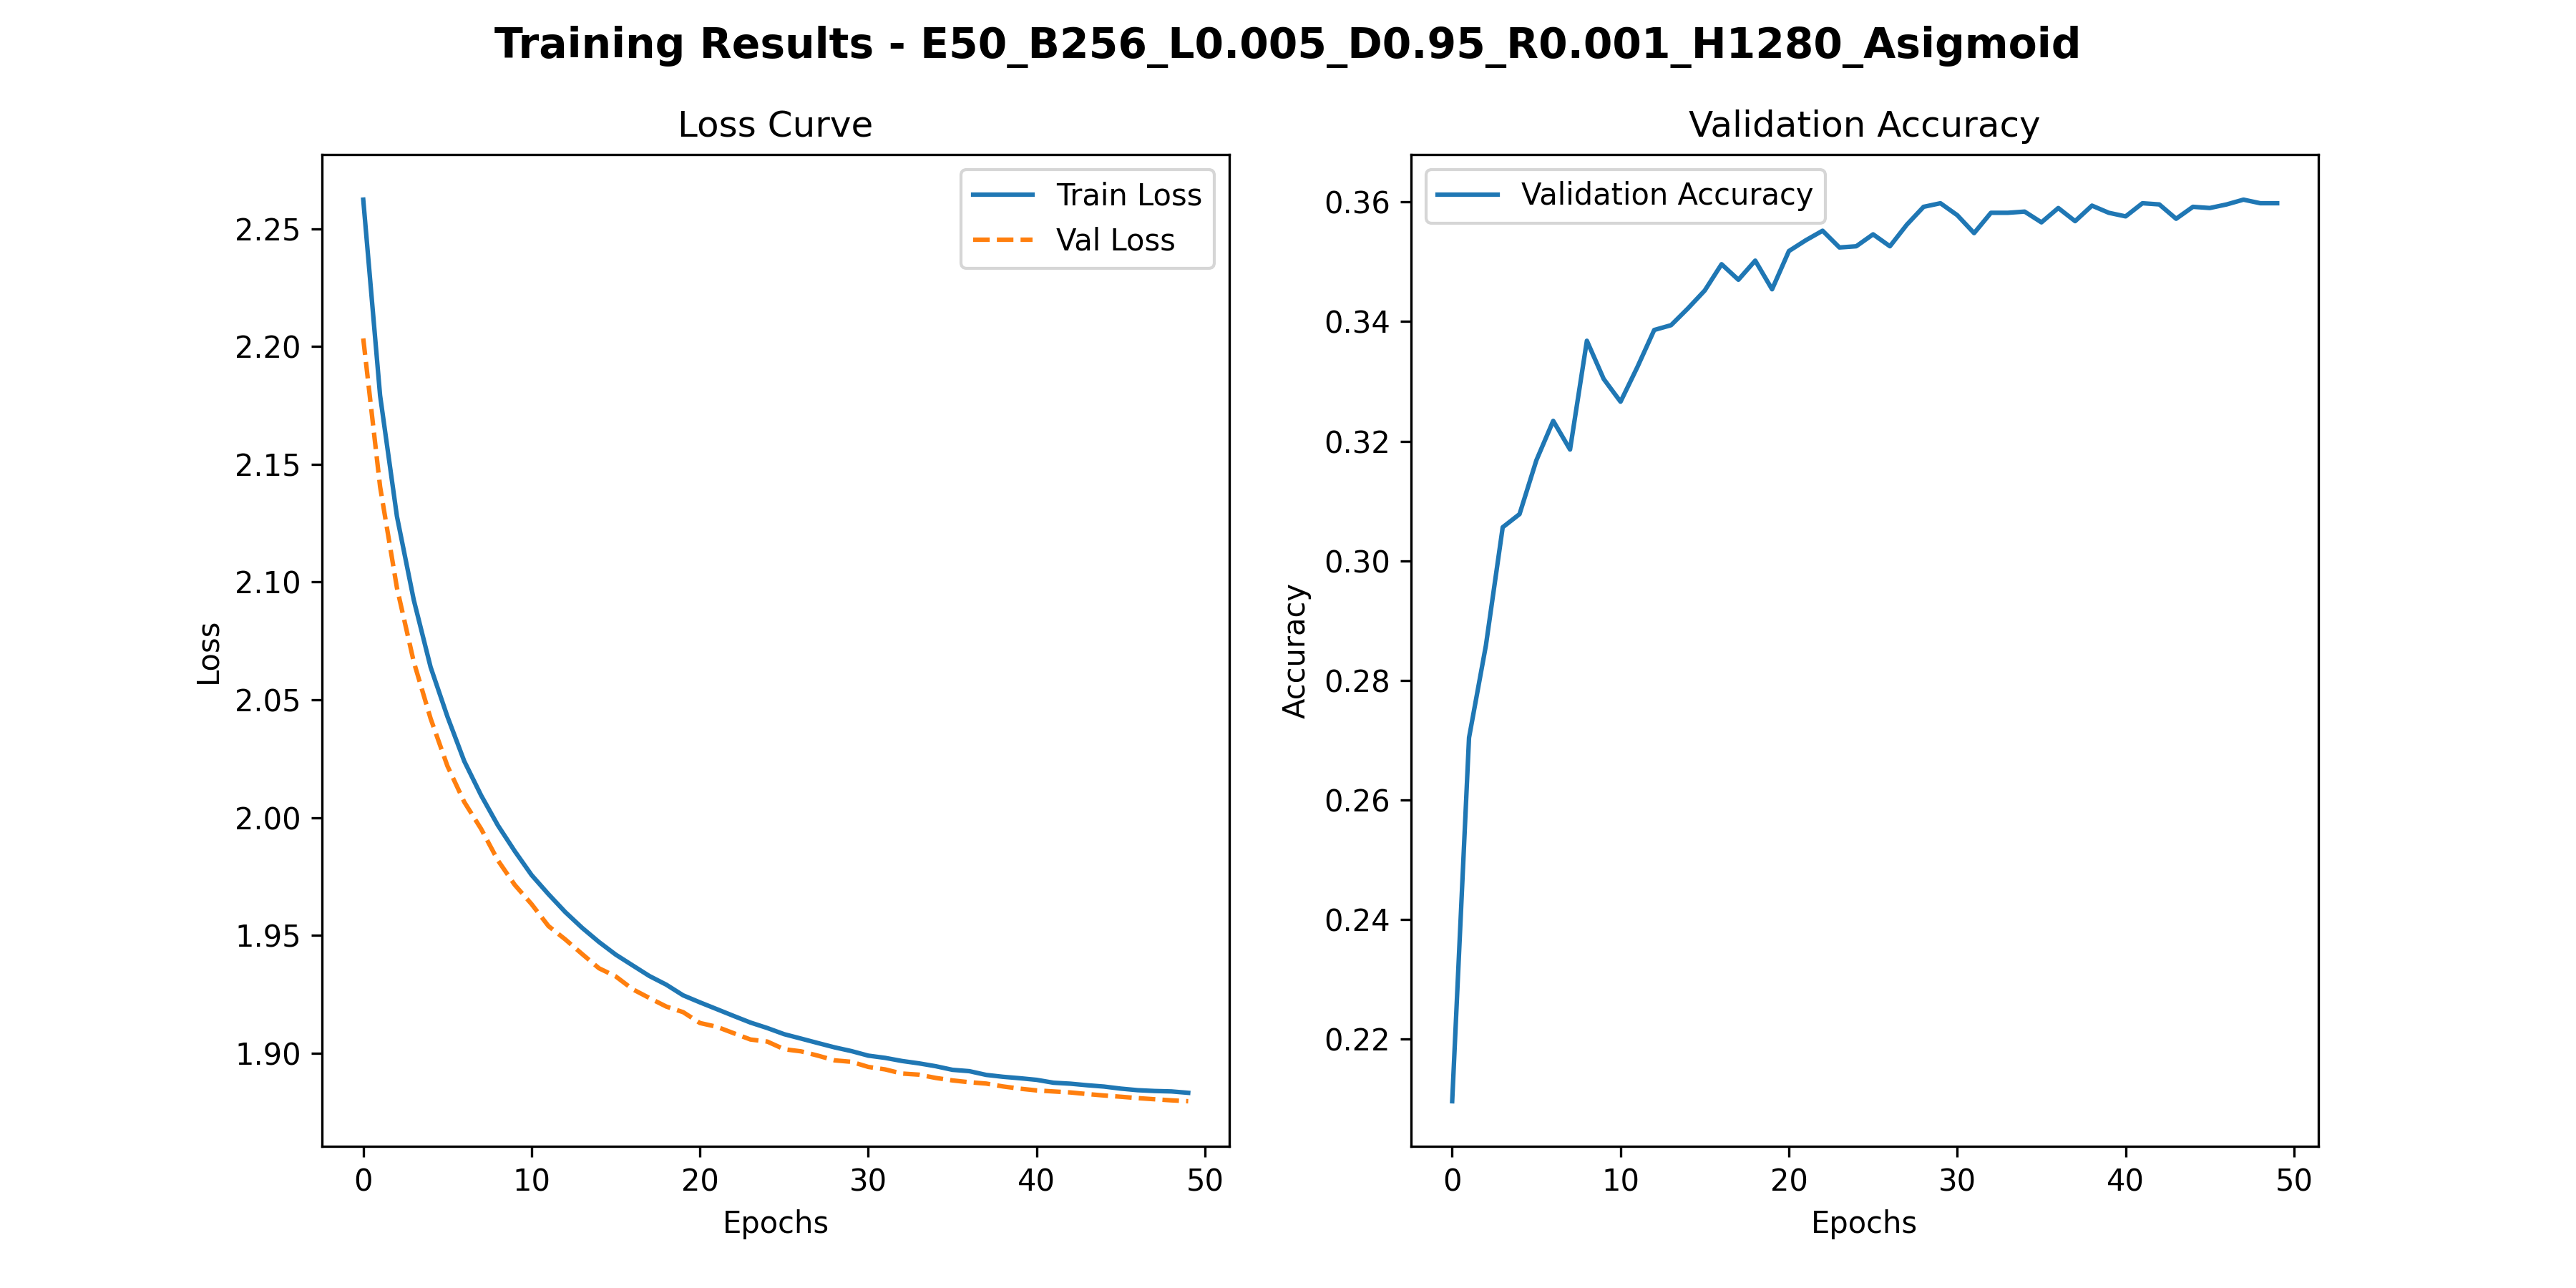 Training Results - E50_B256_L0.005_D0.95_R0.001_H1280_Asigmoid
Loss Curve
Train Loss
Val Loss
2.25
2.20
2.15
2.10
2.05
2.00
1.95
1.90
Loss
0 10 20 30 40 50
Epochs
Validation Accuracy
Validation Accuracy
0.36
0.34
0.32
0.30
0.28
0.26
0.24
0.22
Accuracy
0 10 20 30 40 50
Epochs